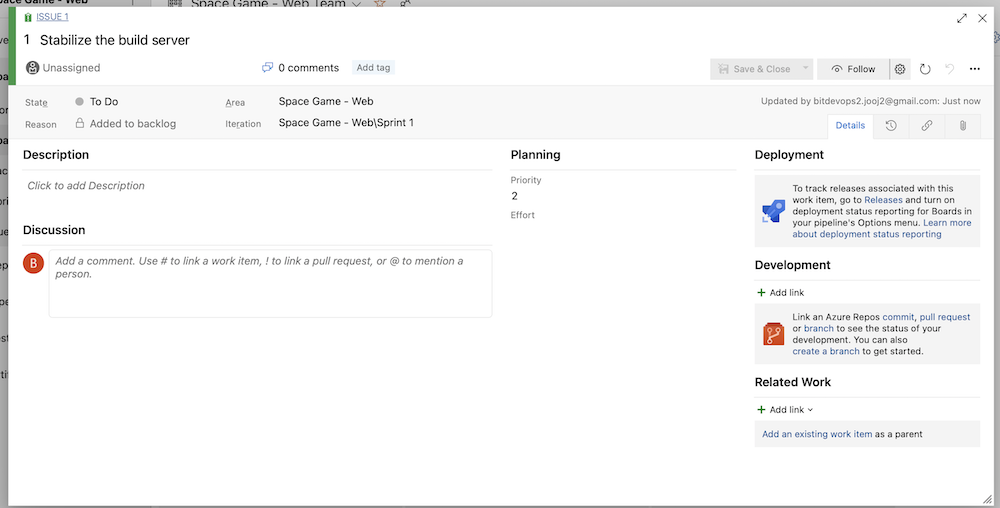 Space Game - Web
Space Game - Web Team
ISSUE 1
1 Stabilize the build server
Unassigned
0 comments
Add tag
Save & Close
Follow
State
To Do
Area
Space Game - Web
Updated by bitdevops2.jooj2@gmail.com: Just now
Reason
Added to backlog
Iteration
Space Game - Web\Sprint 1
Details
Description
Click to add Description
Discussion
B
Add a comment. Use # to link a work item, ! to link a pull request, or @ to mention a
person.
Planning
Priority
2
Effort
Deployment
To track releases associated with this
work item, go to Releases and turn on
deployment status reporting for Boards in
your pipeline's Options menu. Learn more
about deployment status reporting
Development
Add link
Link an Azure Repos commit, pull request
or branch to see the status of your
development. You can also
create a branch to get started.
Related Work
Add link
Add an existing work item as a parent